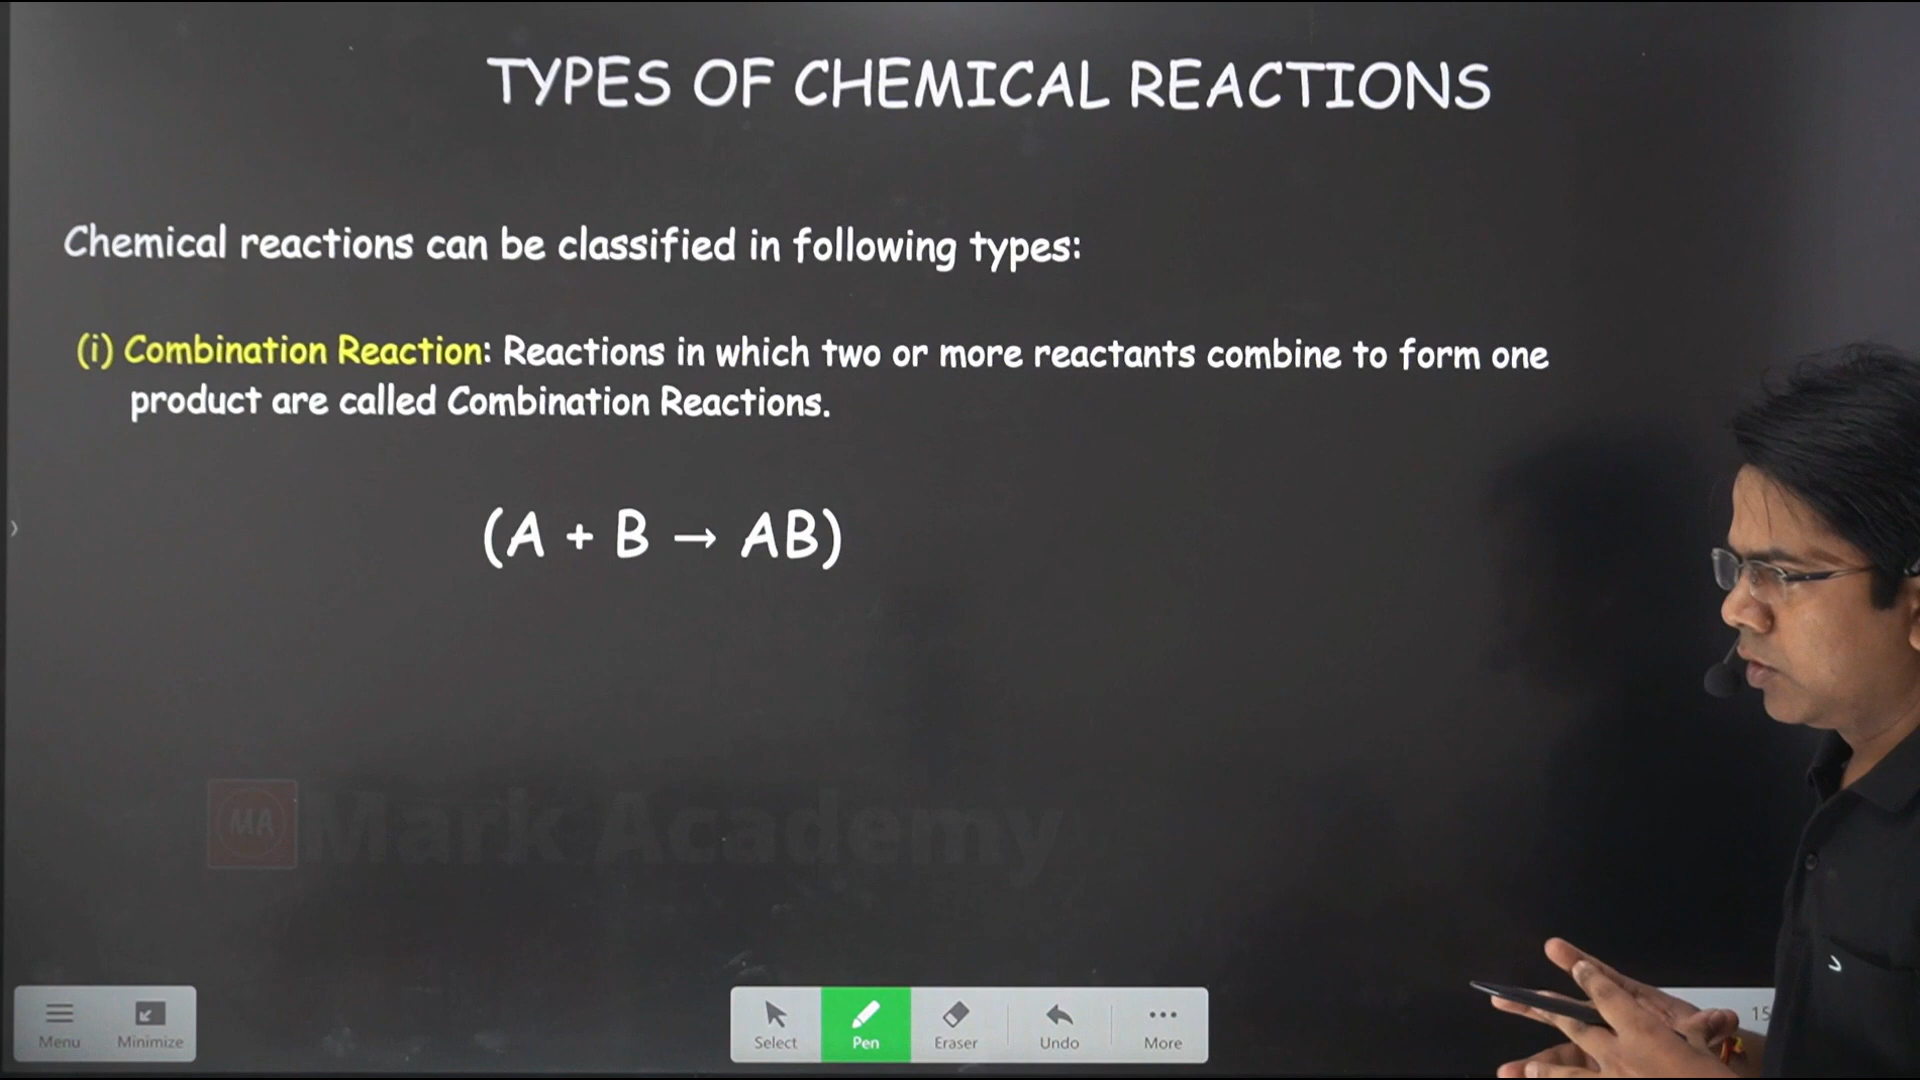 TYPES OF CHEMICAL REACTIONS
Chemical reactions can be classified in following types:
(i) Combination Reaction: Reactions in which two or more reactants combine to form one
product are called Combination Reactions.
(A + B → AB)
MA Mark Academy
Menu Minimize Select Pen Eraser Undo More 15